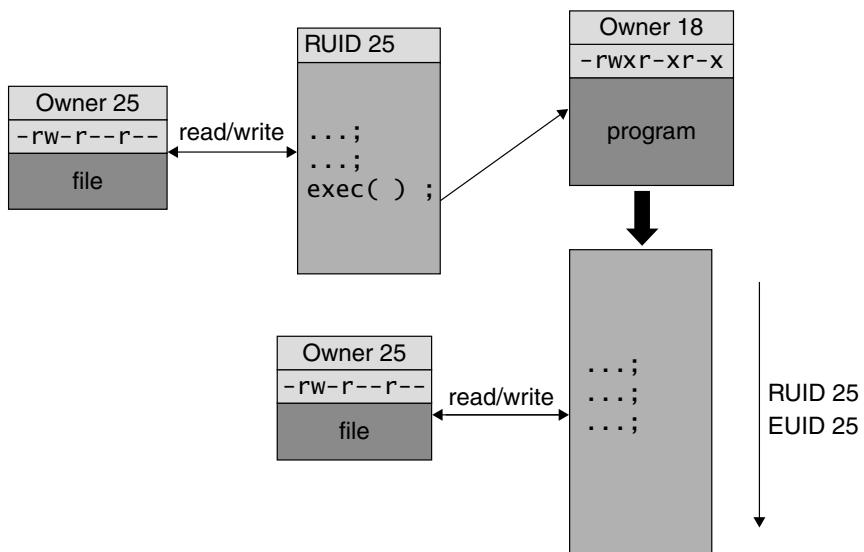 Owner 25
-rw-r--r--
file
read/write
RUID 25
...;
...;
exec( ) ;
Owner 18
-rwxr-xr-x
program
Owner 25
-rw-r--r--
file
read/write
...;
...;
...;
RUID 25
EUID 25